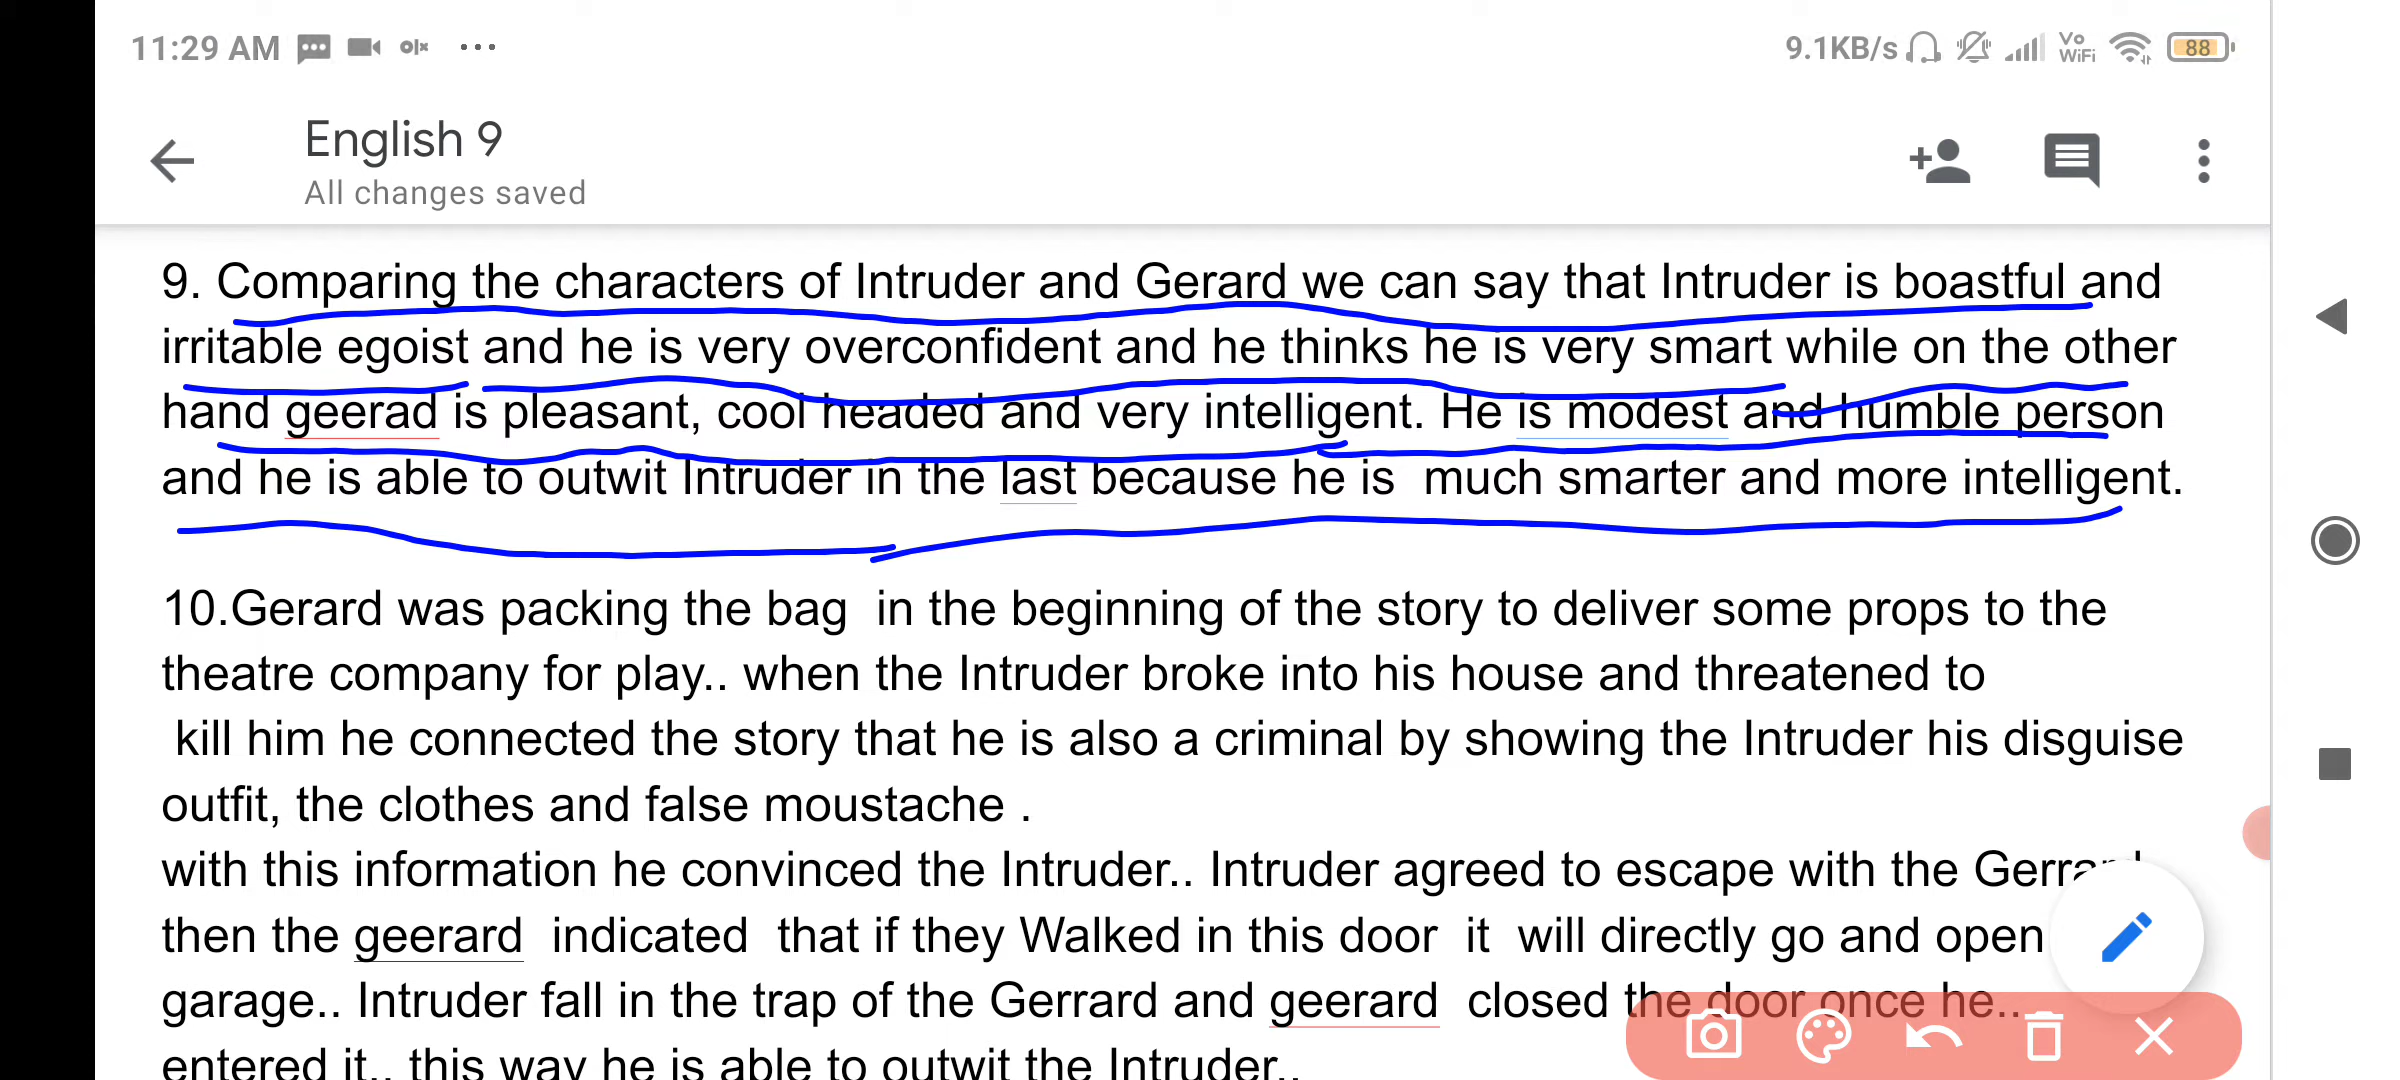 11:29 AM olx ... 9.1KB/s Vo WiFi 88
English 9
All changes saved
9. Comparing the characters of Intruder and Gerard we can say that Intruder is boastful and
irritable egoist and he is very overconfident and he thinks he is very smart while on the other
hand geerad is pleasant, cool headed and very intelligent. He is modest and humble person
and he is able to outwit Intruder in the last because he is  much smarter and more intelligent.
10.Gerard was packing the bag  in the beginning of the story to deliver some props to the
theatre company for play.. when the Intruder broke into his house and threatened to
kill him he connected the story that he is also a criminal by showing the Intruder his disguise
outfit, the clothes and false moustache .
with this information he convinced the Intruder.. Intruder agreed to escape with the
then the geerard  indicated  that if they Walked in this door  it  will directly go and open
garage.. Intruder fall in the trap of the Gerrard and geerard  closed the door once he..
entered it.. this way he is able to outwit the Intruder..